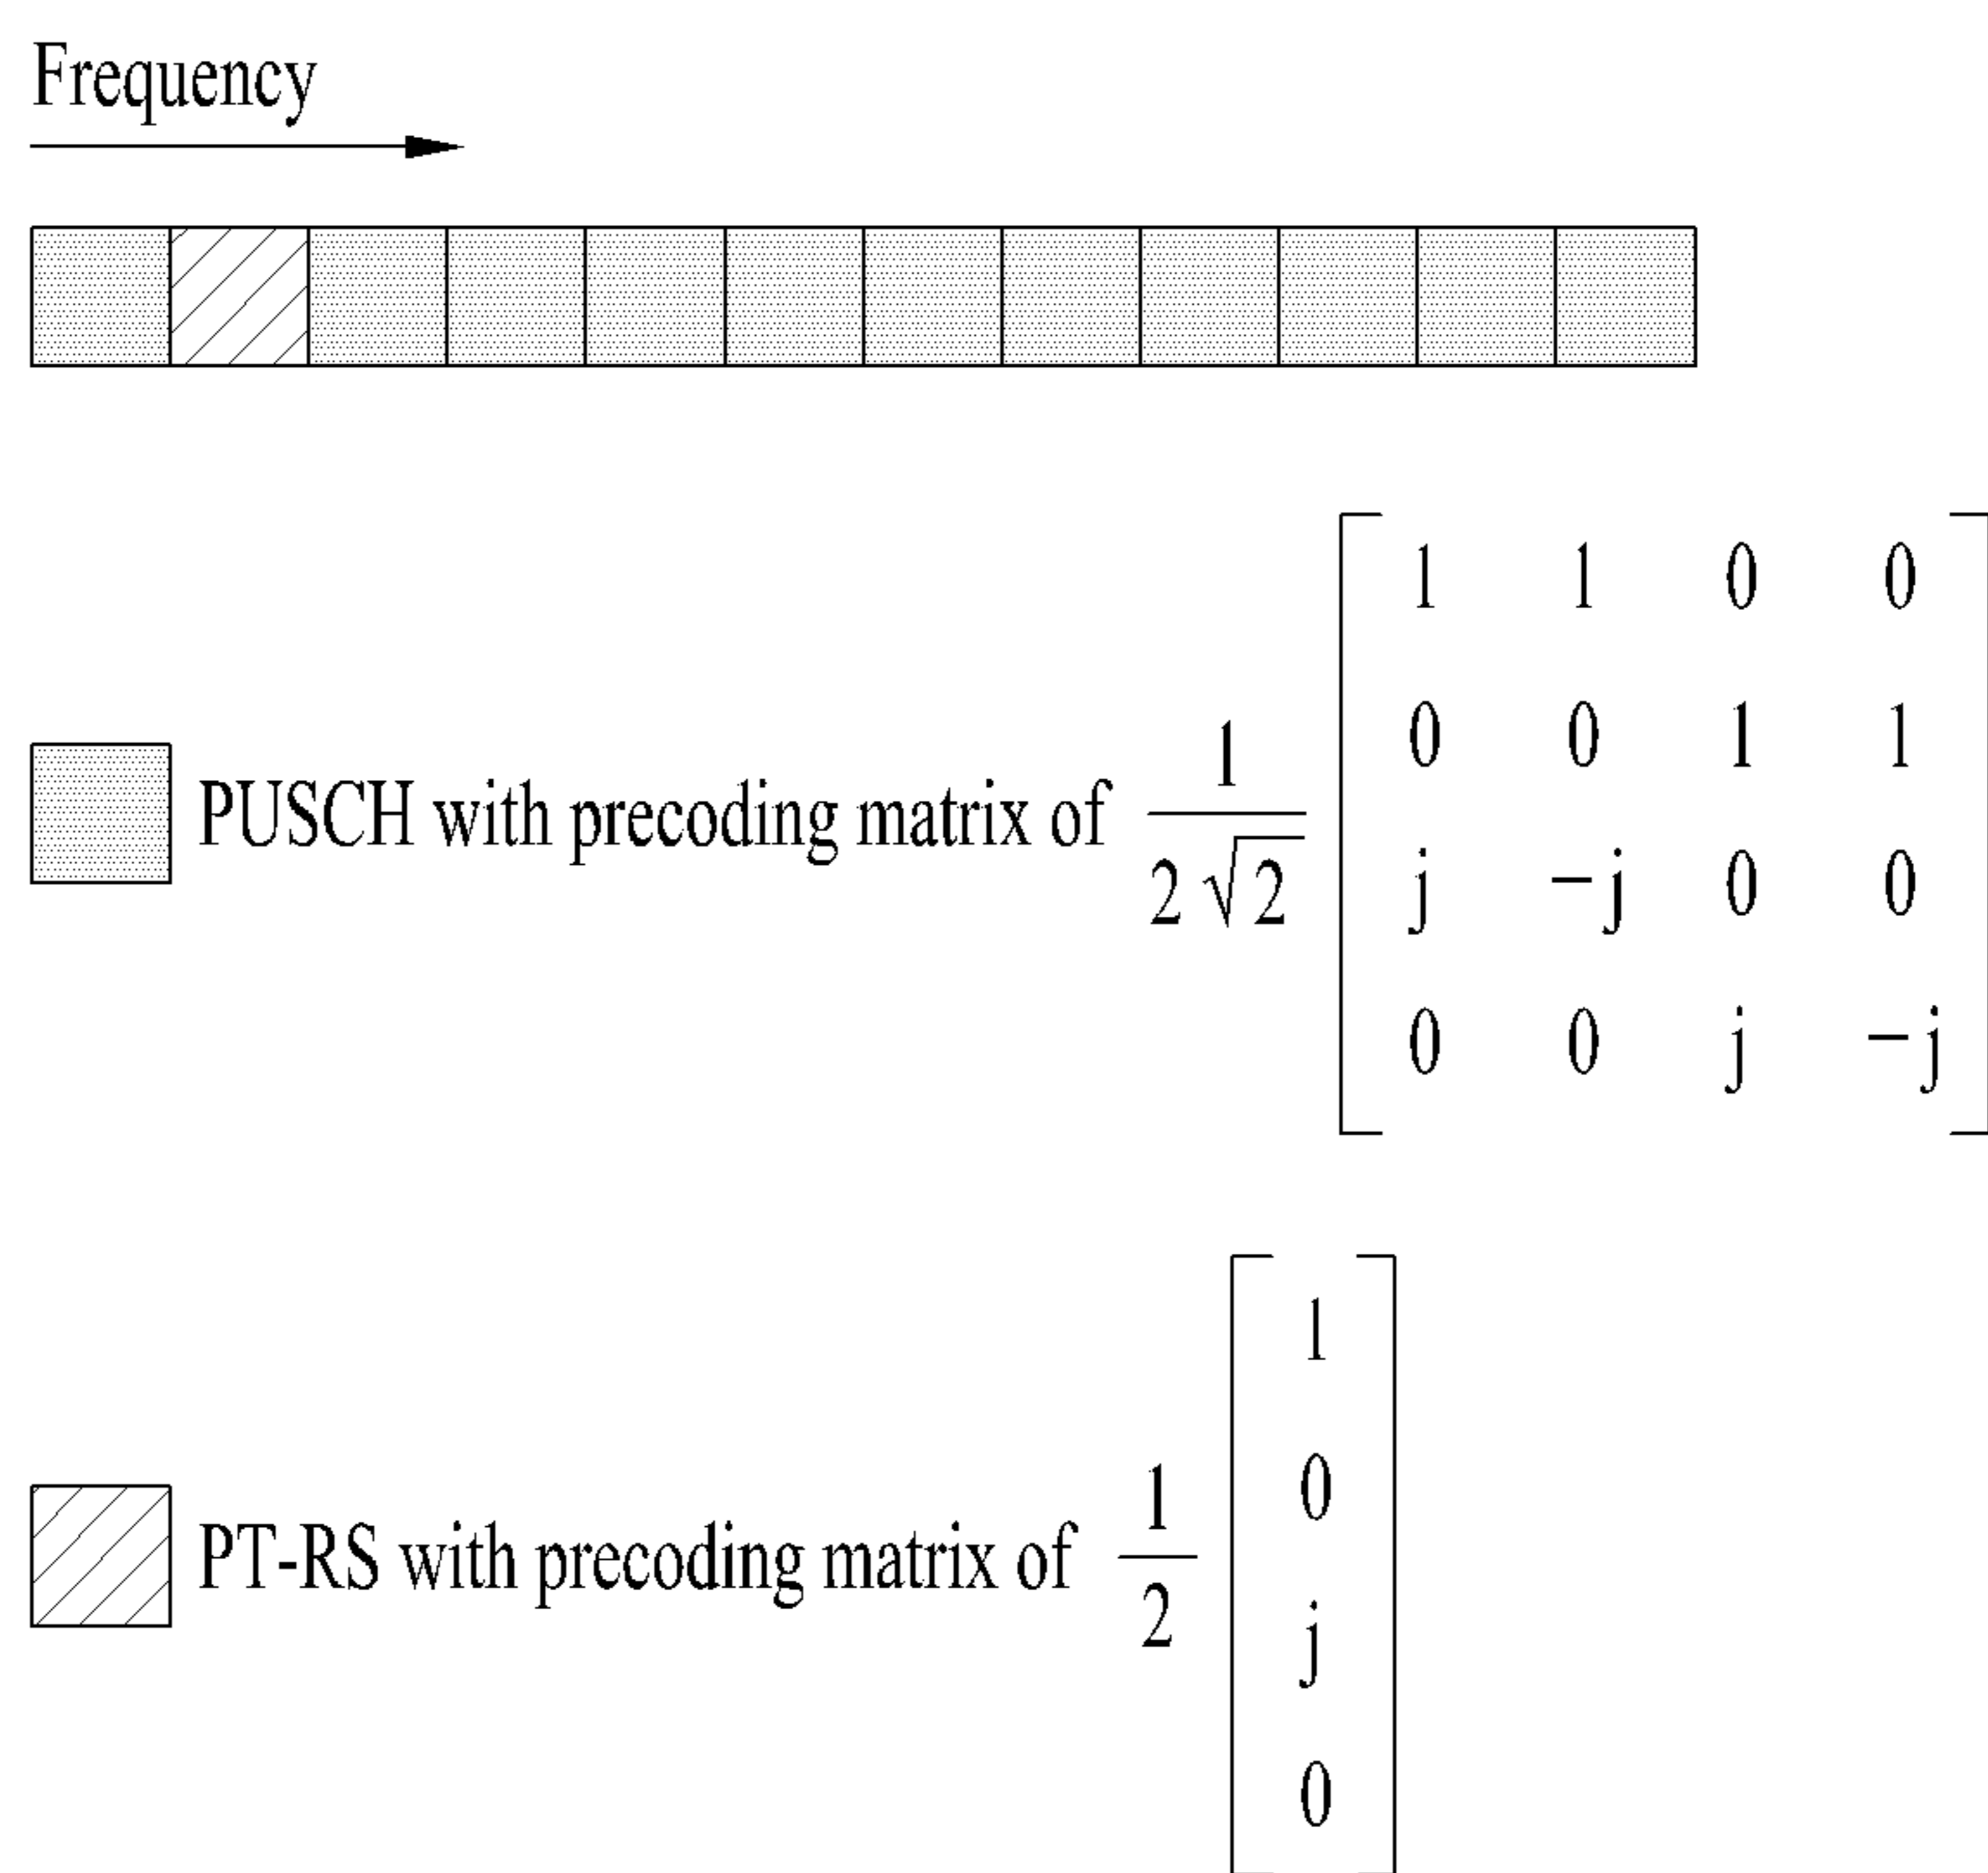 Frequency
PUSCH with precoding matrix of 1 / 2 √2
1 1 0 0
0 0 1 1
j −j 0 0
0 0 j −j
PT-RS with precoding matrix of 1 / 2
1
0
j
0